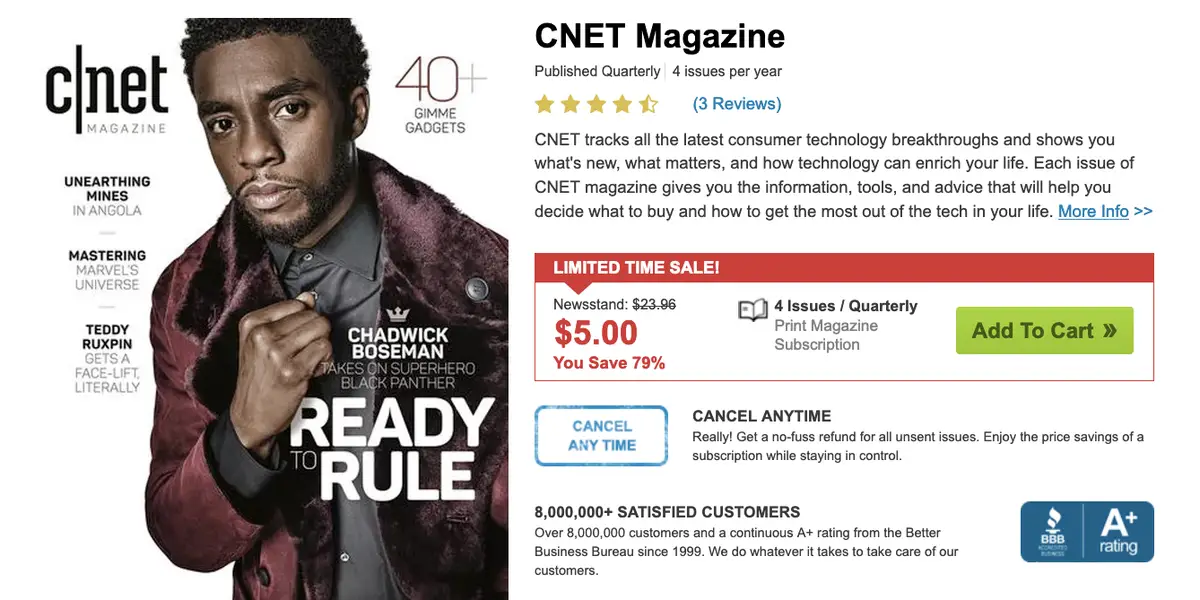 c|net
MAGAZINE
40+
GIMME
GADGETS
UNEARTHING
MINES
IN ANGOLA
MASTERING
MARVEL'S
UNIVERSE
TEDDY
RUXPIN
GETS A
FACE-LIFT,
LITERALLY
CHADWICK
BOSEMAN
TAKES ON SUPERHERO
BLACK PANTHER
READY
TO
RULE
CNET Magazine
Published Quarterly 4 issues per year
(3 Reviews)
CNET tracks all the latest consumer technology breakthroughs and shows you
what's new, what matters, and how technology can enrich your life. Each issue of
CNET magazine gives you the information, tools, and advice that will help you
decide what to buy and how to get the most out of the tech in your life. More Info >>
LIMITED TIME SALE!
Newsstand: $23.96
$5.00
You Save 79%
4 Issues / Quarterly
Print Magazine
Subscription
Add To Cart »
CANCEL
ANY TIME
CANCEL ANYTIME
Really! Get a no-fuss refund for all unsent issues. Enjoy the price savings of a
subscription while staying in control.
8,000,000+ SATISFIED CUSTOMERS
Over 8,000,000 customers and a continuous A+ rating from the Better
Business Bureau since 1999. We do whatever it takes to take care of our
customers.
BBB
ACCREDITED
BUSINESS
A+
rating